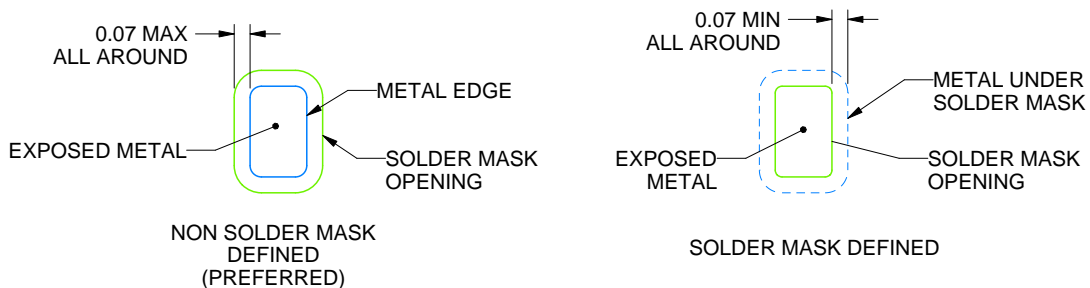 0.07 MAX
ALL AROUND
METAL EDGE
EXPOSED METAL
SOLDER MASK
OPENING
NON SOLDER MASK
DEFINED
(PREFERRED)
0.07 MIN
ALL AROUND
METAL UNDER
SOLDER MASK
EXPOSED
METAL
SOLDER MASK
OPENING
SOLDER MASK DEFINED